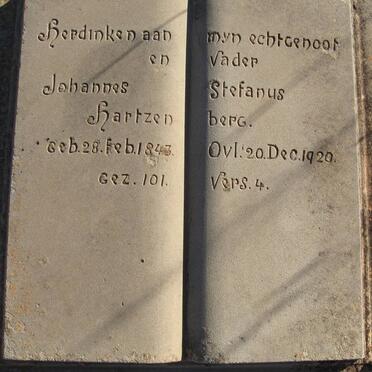 Herdinken aan mijn echtgenoot
en Vader
Johannes Stefanus
Hartzen berg.
Geb. 28. Feb. 1843. Ovl. 20. Dec. 1920.
Gez. 101. Vers. 4.